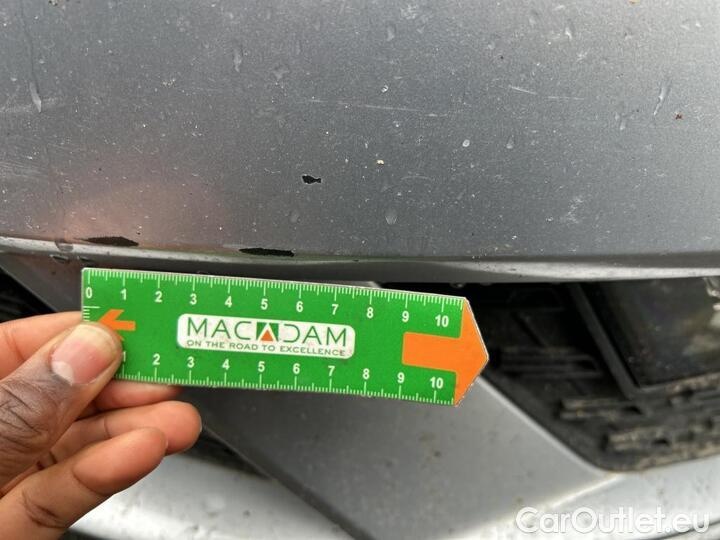 0 1 2 3 4 5 6 7 8 9 10
MACADAM
ON THE ROAD TO EXCELLENCE
1 2 3 4 5 6 7 8 9 10
CarOutlet.eu